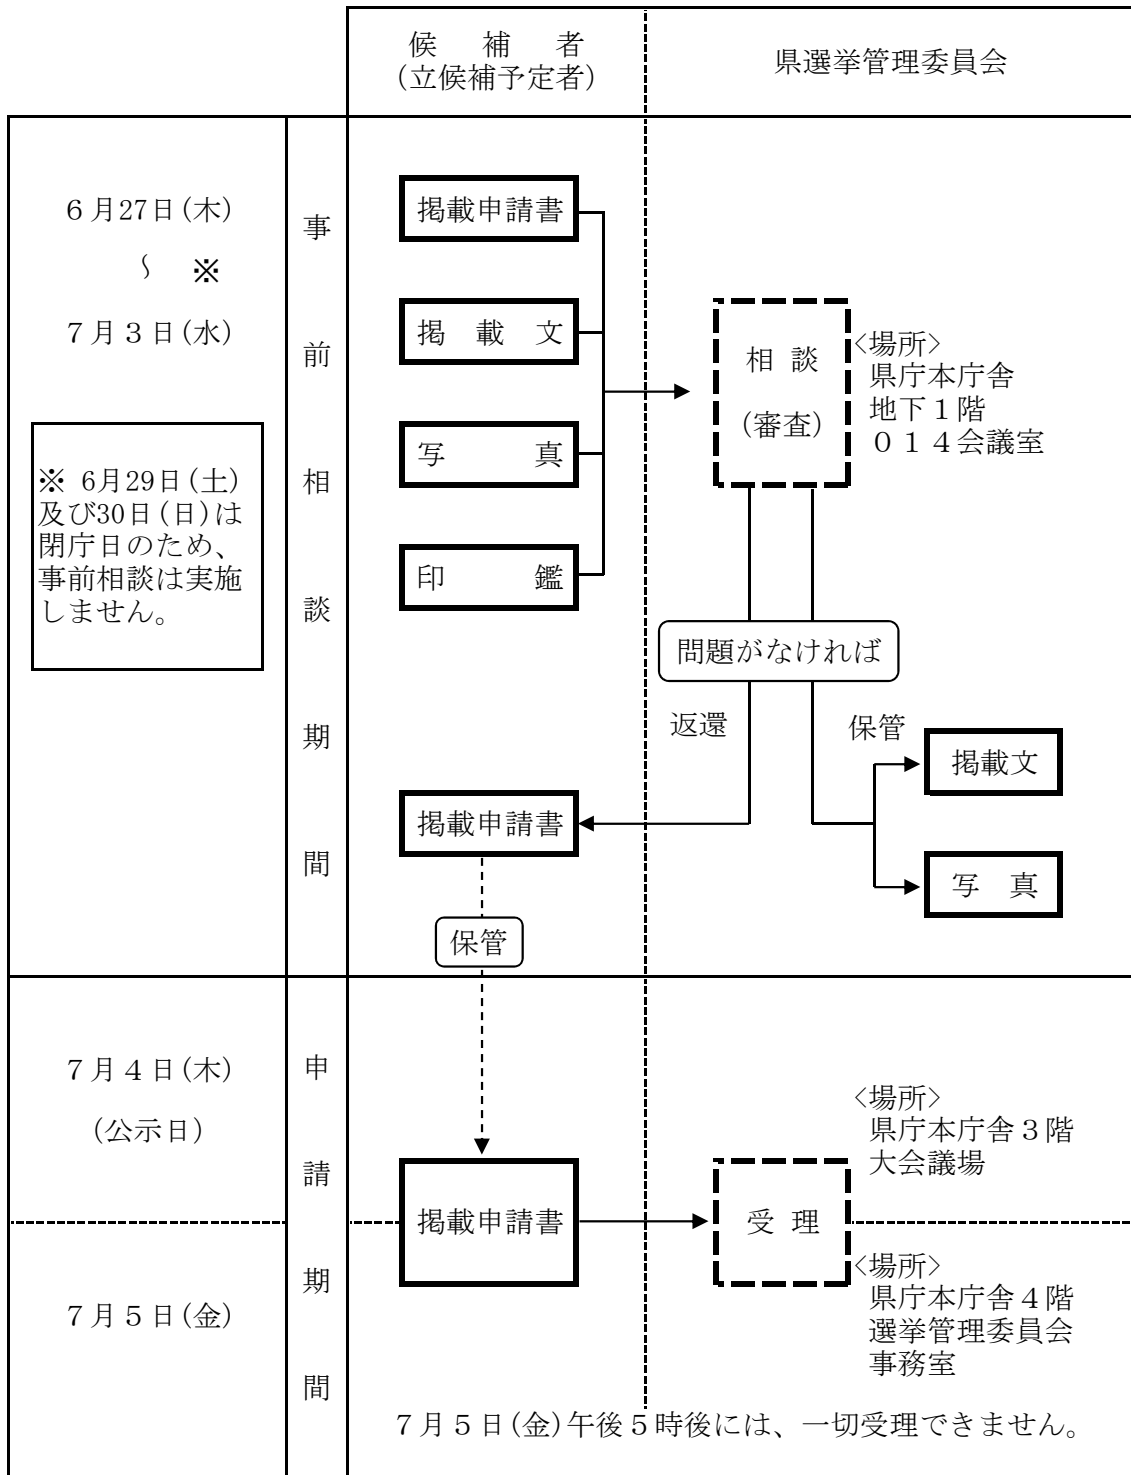 候　補　者
(立候補予定者)
県選挙管理委員会
６月27日(木)
～　※
７月３日(水)
※ 6月29日(土)
及び30日(日)は
閉庁日のため、
事前相談は実施
しません。
事前相談期間
掲載申請書
掲　載　文
写　　　真
印　　　鑑
相 談
(審査)
<場所>
県庁本庁舎
地下１階
０１４会議室
問題がなければ
返還
保管
掲載文
写　真
掲載申請書
保管
７月４日(木)
(公示日)
７月５日(金)
申請期間
掲載申請書
受 理
<場所>
県庁本庁舎３階
大会議場
<場所>
県庁本庁舎４階
選挙管理委員会
事務室
７月５日(金)午後５時後には、一切受理できません。